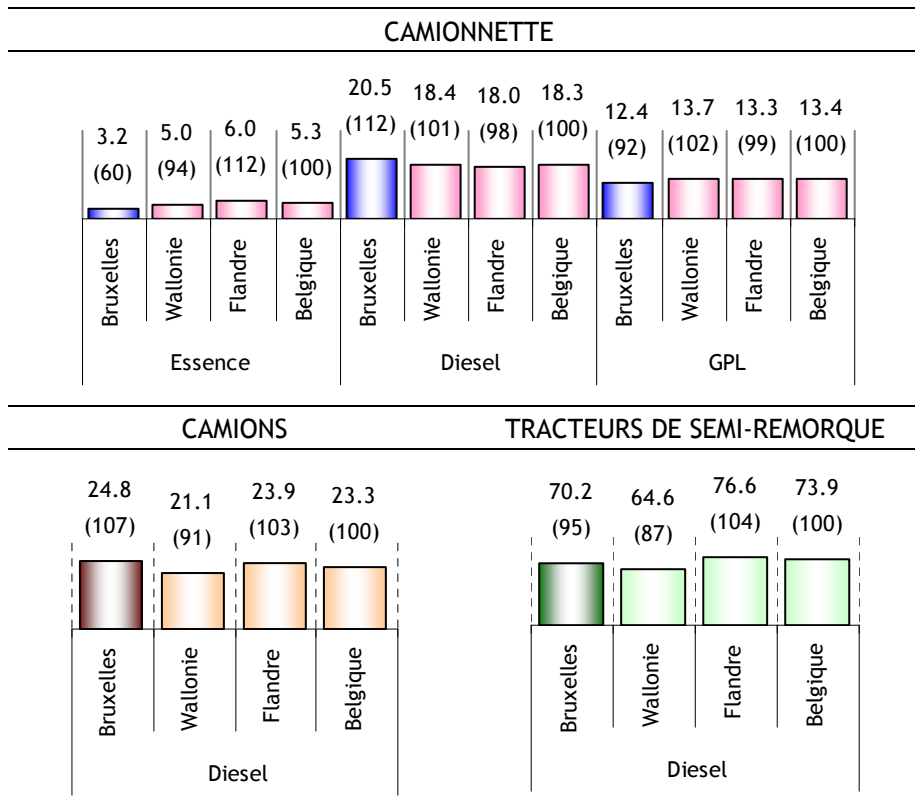 CAMIONNETTE
3.2 5.0 6.0 5.3 20.5 18.4 18.0 18.3 12.4 13.7 13.3 13.4
(60) (94) (112) (100) (112) (101) (98) (100) (92) (102) (99) (100)
Bruxelles Wallonie Flandre Belgique Bruxelles Wallonie Flandre Belgique Bruxelles Wallonie Flandre Belgique
Essence Diesel GPL
CAMIONS TRACTEURS DE SEMI-REMORQUE
24.8 21.1 23.9 23.3 70.2 64.6 76.6 73.9
(107) (91) (103) (100) (95) (87) (104) (100)
Bruxelles Wallonie Flandre Belgique Bruxelles Wallonie Flandre Belgique
Diesel Diesel